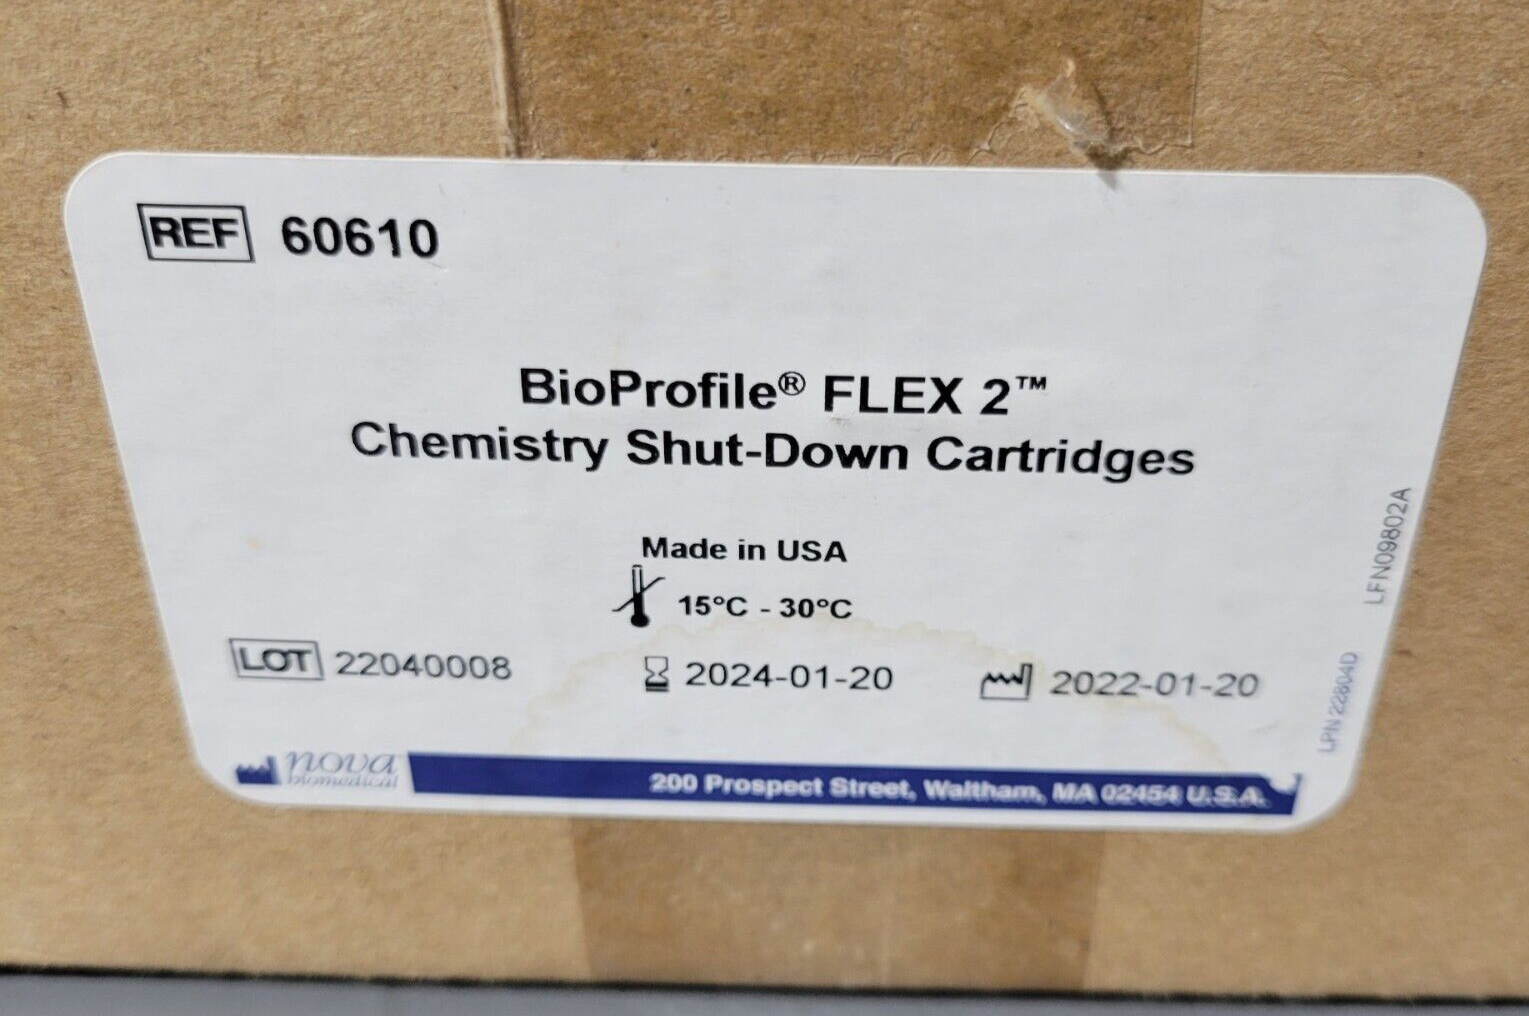 REF 60610
BioProfile® FLEX 2™
Chemistry Shut-Down Cartridges
Made in USA
15°C - 30°C
LOT 22040008
2024-01-20
2022-01-20
nova
biomedical
200 Prospect Street, Waltham, MA 02454 U.S.A.
LPN 22804D
LFN09802A